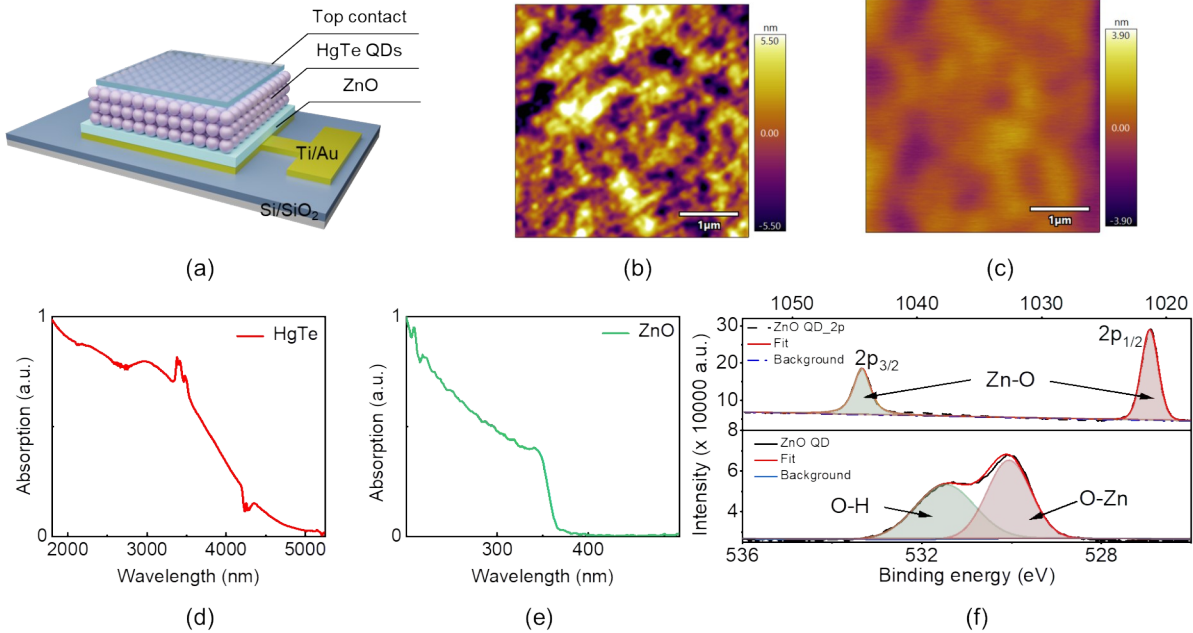 Top contact
HgTe QDs
ZnO
Ti/Au
Si/SiO₂
(a)
nm
5.50
0.00
-5.50
1μm
(b)
nm
3.90
0.00
-3.90
1μm
(c)
1
0
Absorption (a.u.)
HgTe
1800 3000 4000 5000
Wavelength (nm)
(d)
1
0
Absorption (a.u.)
ZnO
300 400
Wavelength (nm)
(e)
1050 1040 1030 1020
30
20
10
ZnO QD_2p
Fit
Background
2p₃/₂
Zn-O
2p₁/₂
8
6
4
ZnO QD
Fit
Background
O-H
O-Zn
Intensity (x 10000 a.u.)
536 532 528
Binding energy (eV)
(f)